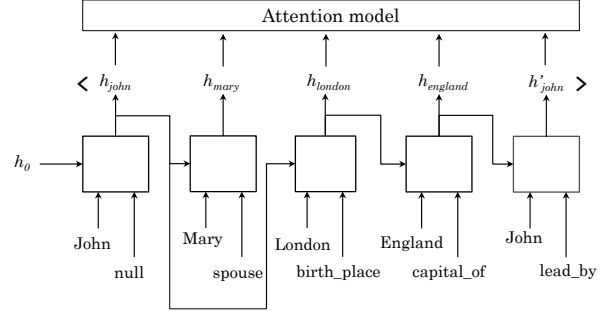 Attention model
< h_john h_mary h_london h_england h'_john >
h_0
John Mary London England John
null spouse birth_place capital_of lead_by